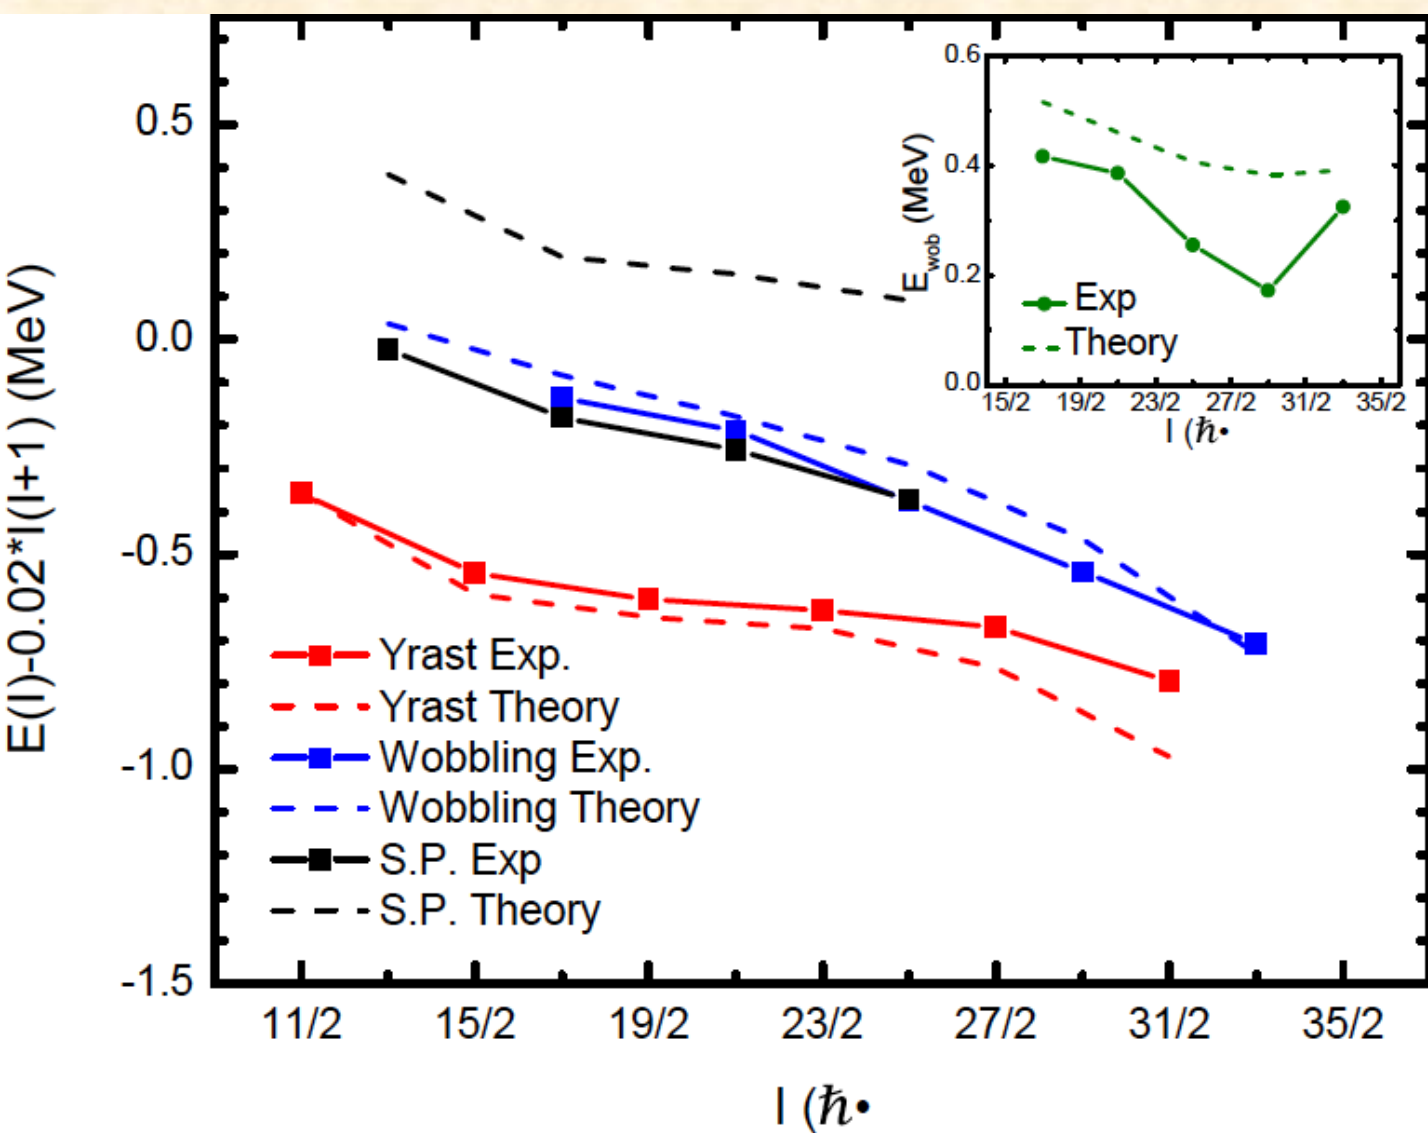 E(I)-0.02*I(I+1) (MeV)
0.5
0.0
-0.5
-1.0
-1.5
11/2 15/2 19/2 23/2 27/2 31/2 35/2
I (ℏ•
Yrast Exp.
Yrast Theory
Wobbling Exp.
Wobbling Theory
S.P. Exp
S.P. Theory
E_wob (MeV)
0.6
0.4
0.2
0.0
Exp
Theory
15/2 19/2 23/2 27/2 31/2 35/2
I (ℏ•